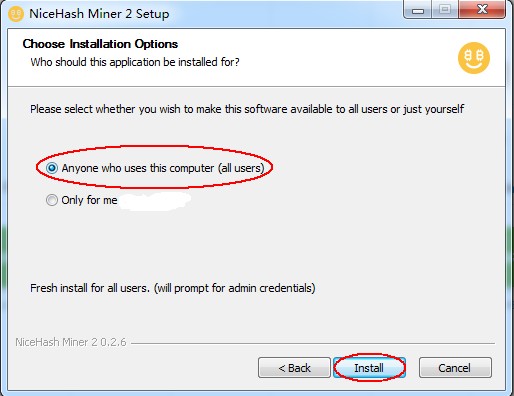 NiceHash Miner 2 Setup
Choose Installation Options
Who should this application be installed for?
Please select whether you wish to make this software available to all users or just yourself
Anyone who uses this computer (all users)
Only for me
Fresh install for all users. (will prompt for admin credentials)
NiceHash Miner 2 0.2.6
< Back Install Cancel